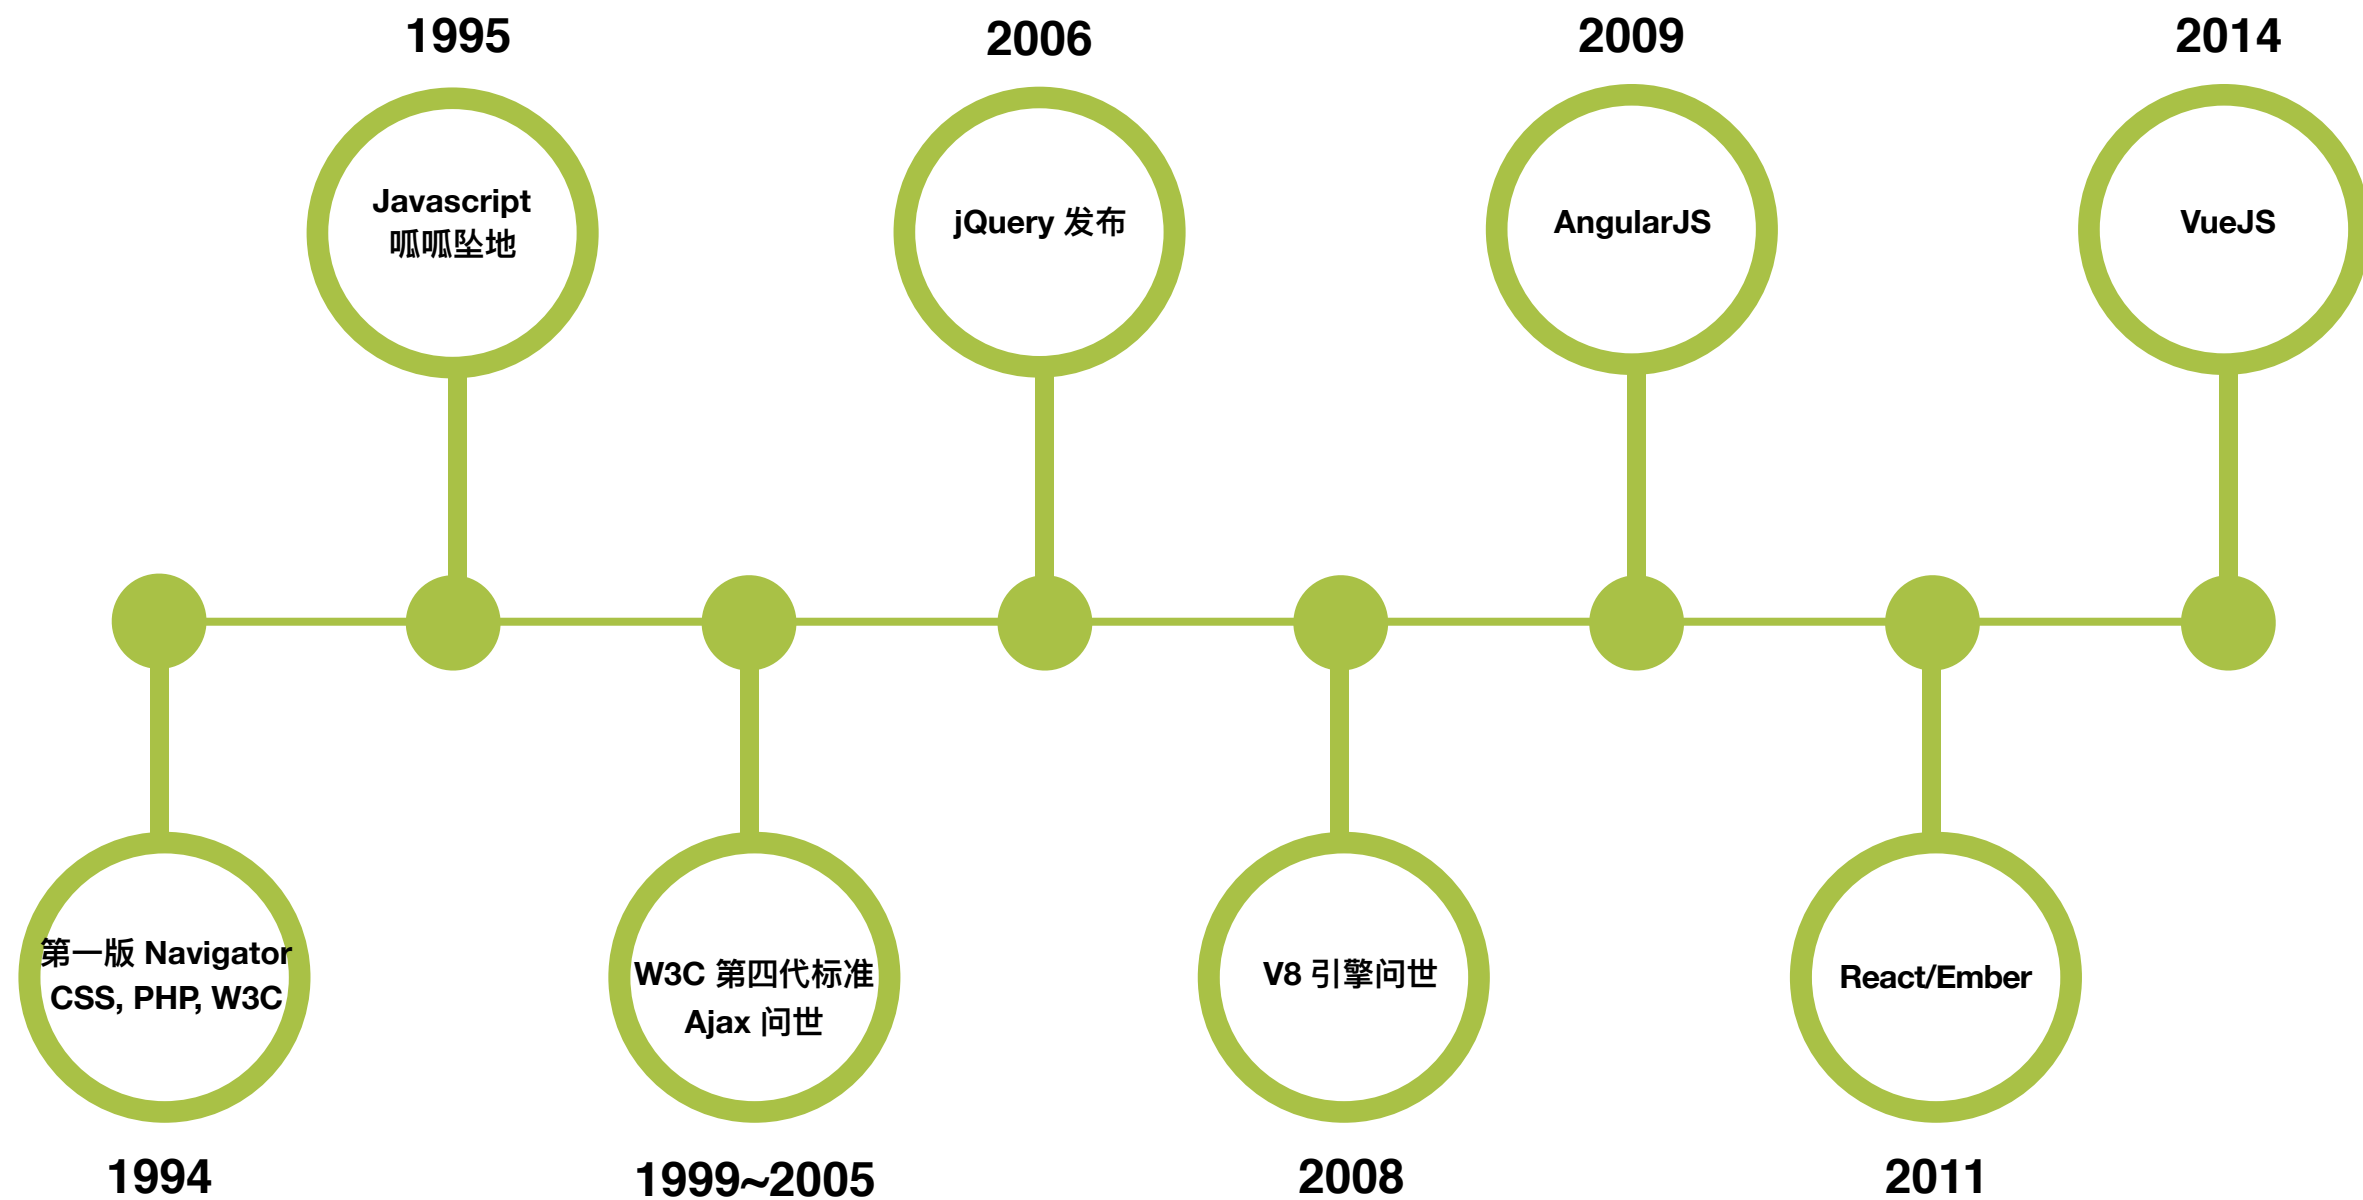 1995
2006
2009
2014
Javascript
呱呱坠地
jQuery 发布
AngularJS
VueJS
第一版 Navigator
CSS, PHP, W3C
W3C 第四代标准
Ajax 问世
V8 引擎问世
React/Ember
1994
1999~2005
2008
2011